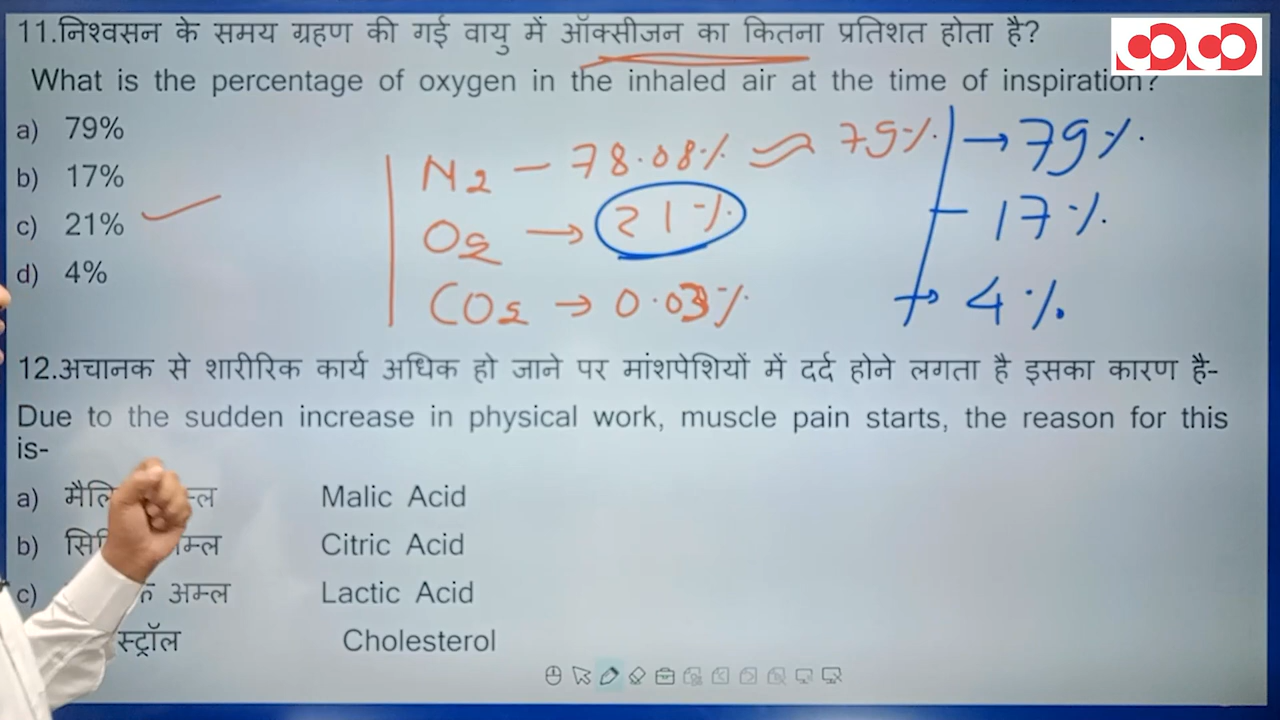 11.निश्वसन के समय ग्रहण की गई वायु में ऑक्सीजन का कितना प्रतिशत होता है?
What is the percentage of oxygen in the inhaled air at the time of inspiration?
a) 79%
b) 17%
c) 21%
d) 4%
N2 – 78.08% ≈ 79%
O2 → 21%
CO2 → 0.03%
→ 79%
– 17%
→ 4%
12.अचानक से शारीरिक कार्य अधिक हो जाने पर मांशपेशियों में दर्द होने लगता है इसका कारण है-
Due to the sudden increase in physical work, muscle pain starts, the reason for this
is-
a) Malic Acid
b) Citric Acid
c) अम्ल Lactic Acid
Cholesterol